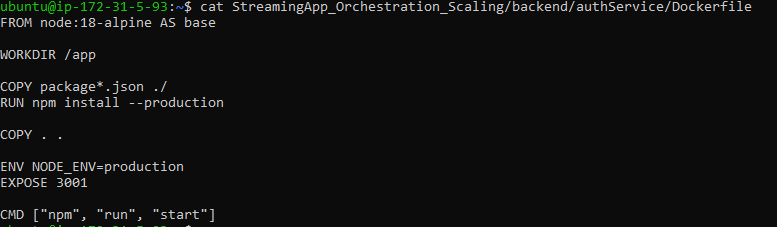 ubuntu@ip-172-31-5-93:~$ cat StreamingApp_Orchestration_Scaling/backend/authService/Dockerfile
FROM node:18-alpine AS base
WORKDIR /app
COPY package*.json ./
RUN npm install --production
COPY . .
ENV NODE_ENV=production
EXPOSE 3001
CMD ["npm", "run", "start"]